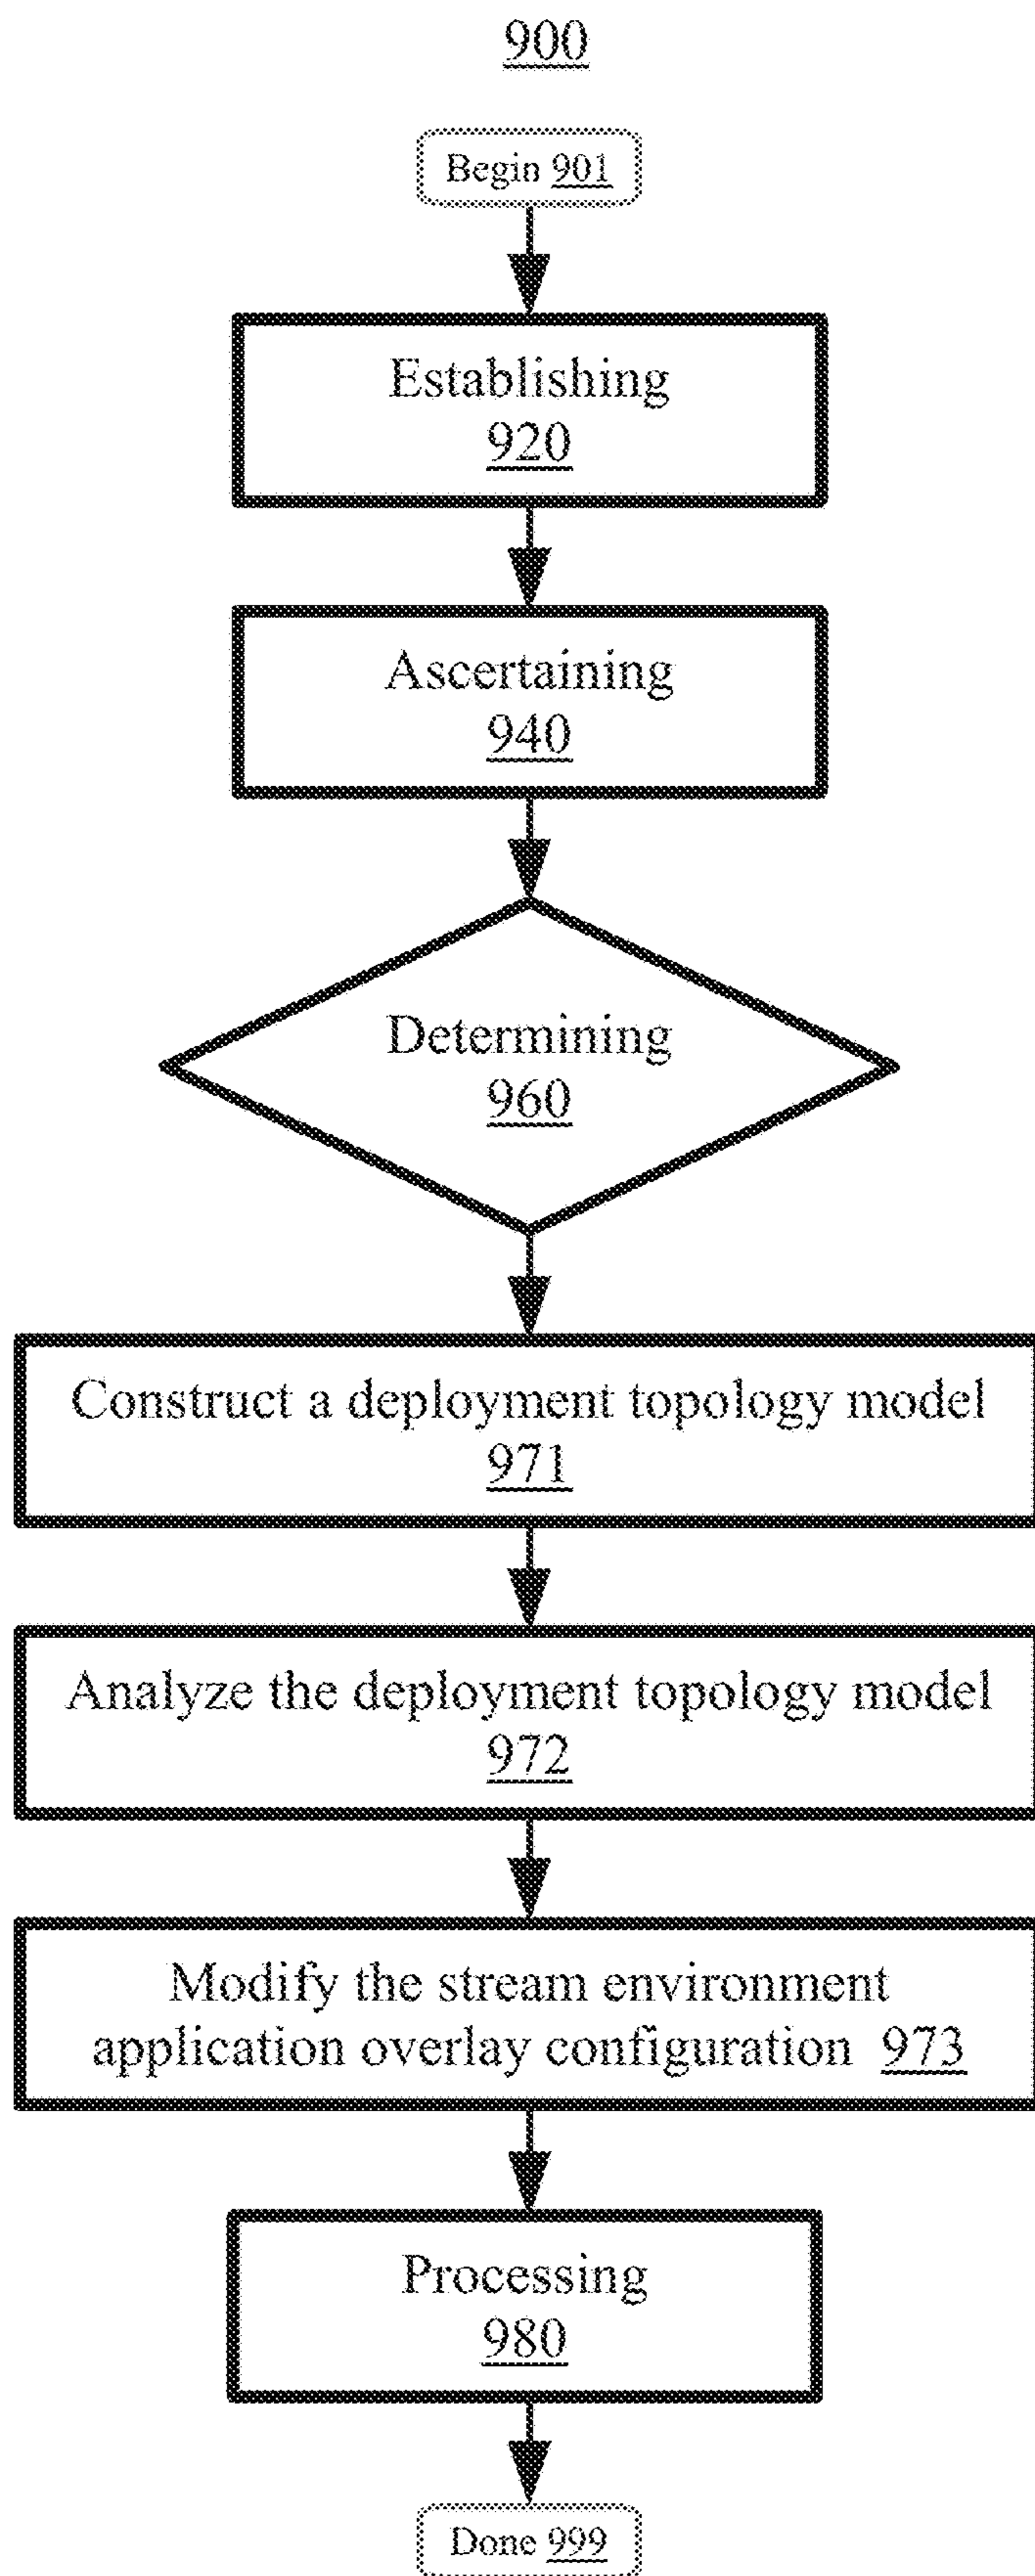 900
Begin 901
Establishing
920
Ascertaining
940
Determining
960
Construct a deployment topology model
971
Analyze the deployment topology model
972
Modify the stream environment
application overlay configuration 973
Processing
980
Done 999